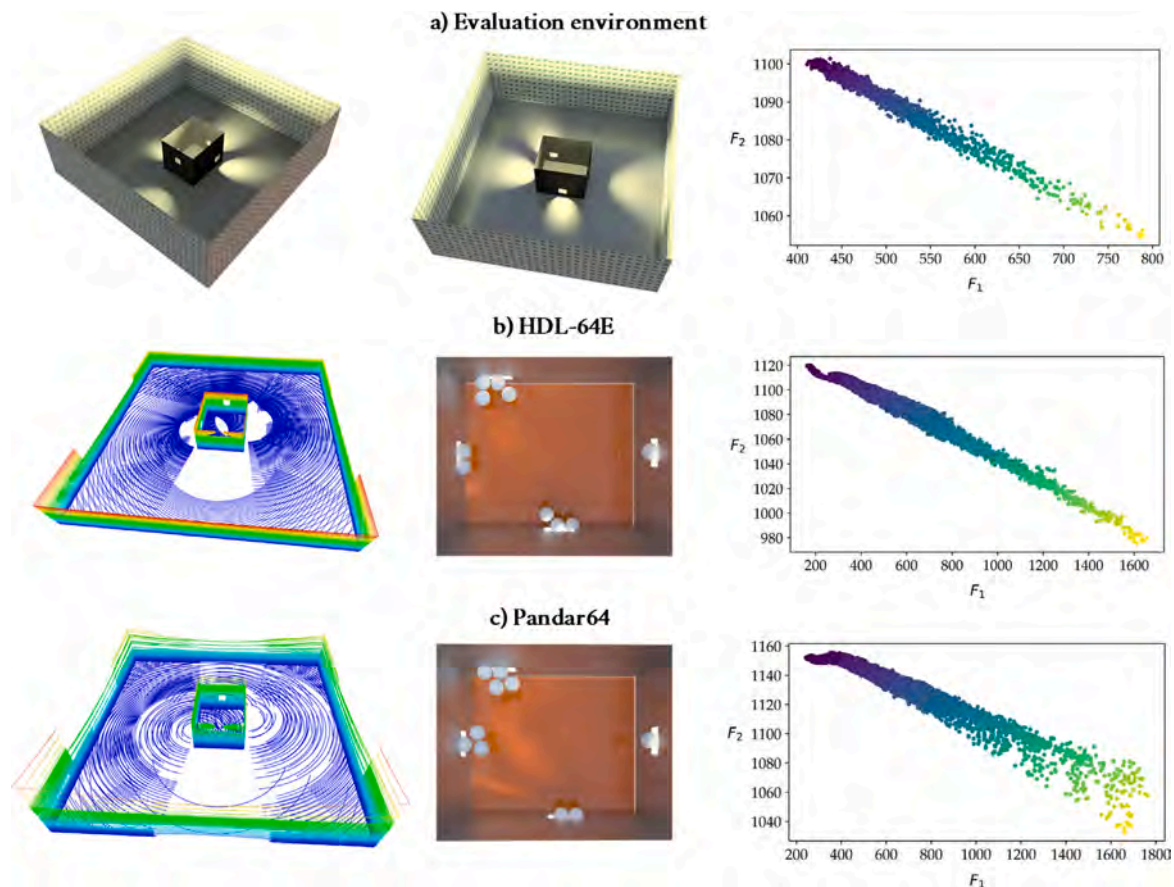 a) Evaluation environment
1100
1090
F2
1080
1070
1060
400 450 500 550 600 650 700 750 800
F1
b) HDL-64E
1120
1100
1080
1060
F2
1040
1020
1000
980
200 400 600 800 1000 1200 1400 1600
F1
c) Pandar64
1160
1140
1120
F2
1100
1080
1060
1040
200 400 600 800 1000 1200 1400 1600 1800
F1